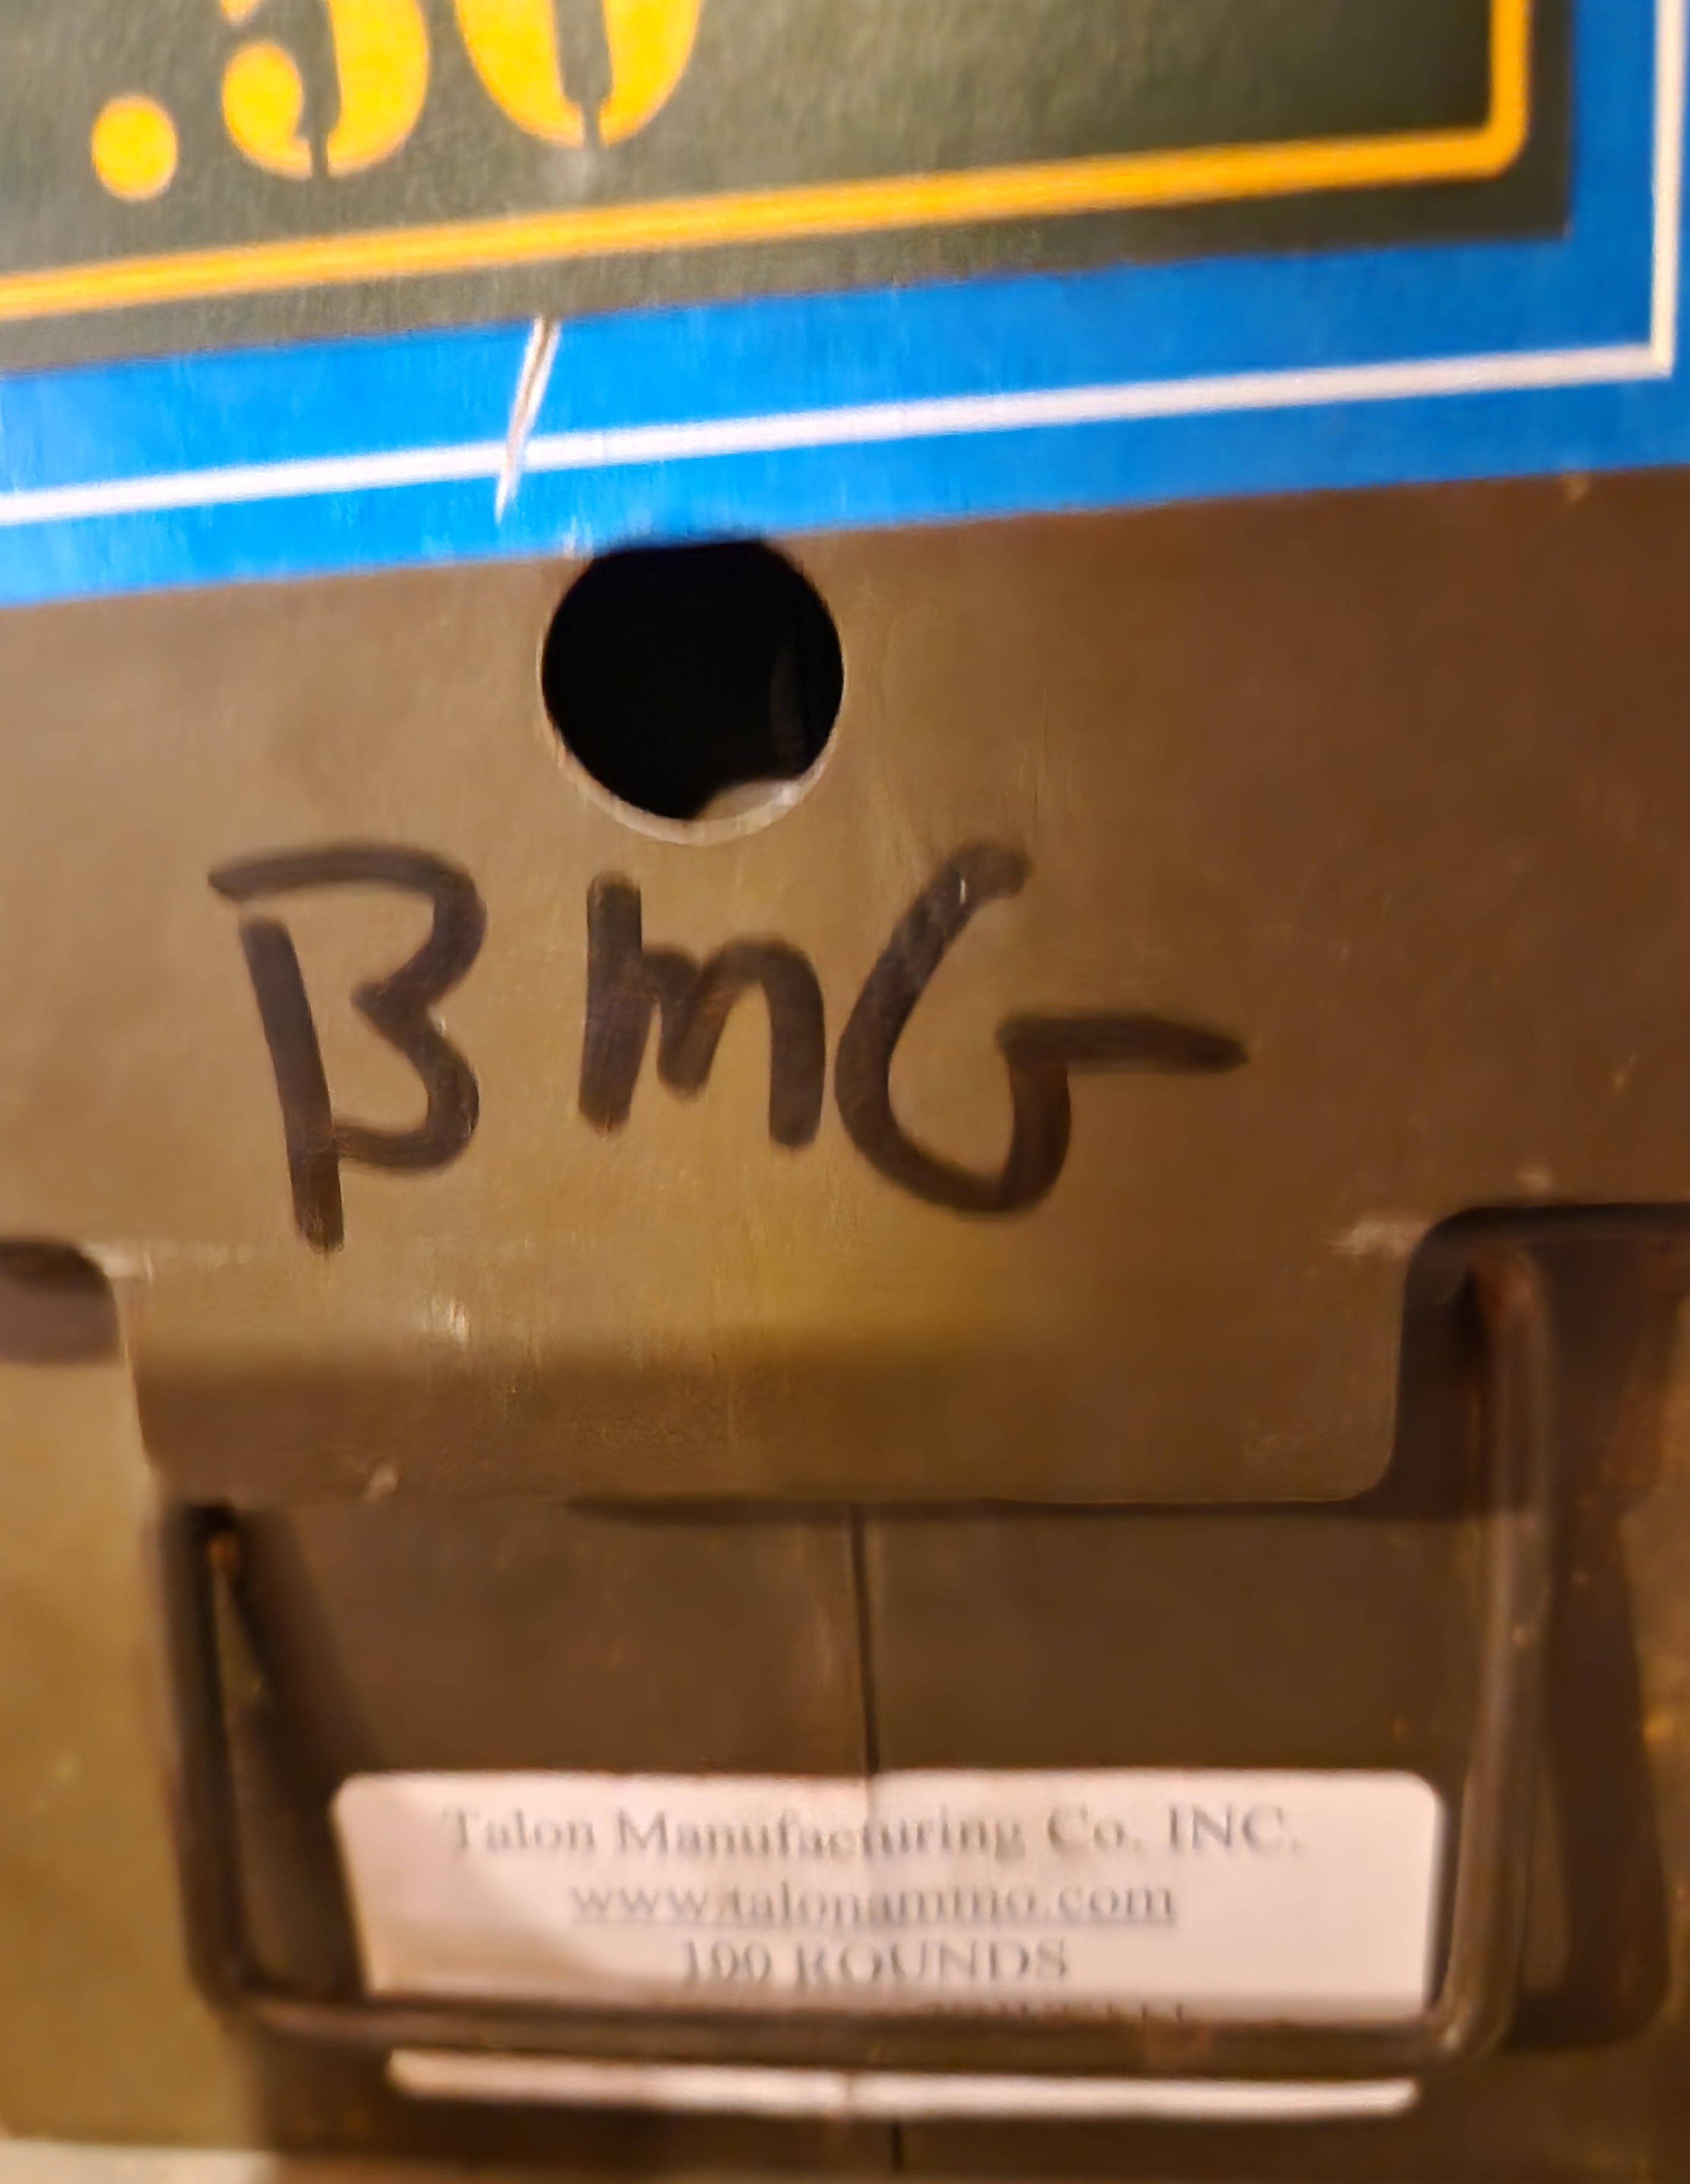 .50
BMG
Talon Manufacturing Co. INC.
www.talonammo.com
100 ROUNDS